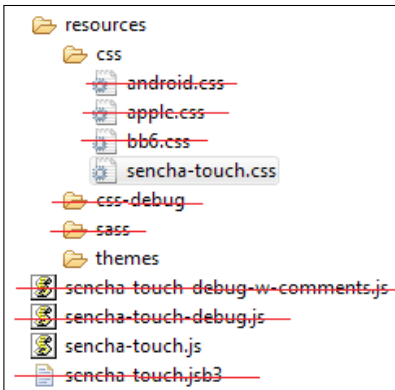 resources
css
android.css
apple.css
bb6.css
sencha-touch.css
css-debug
sass
themes
sencha-touch-debug-w-comments.js
sencha-touch-debug.js
sencha-touch.js
sencha-touch.jsb3